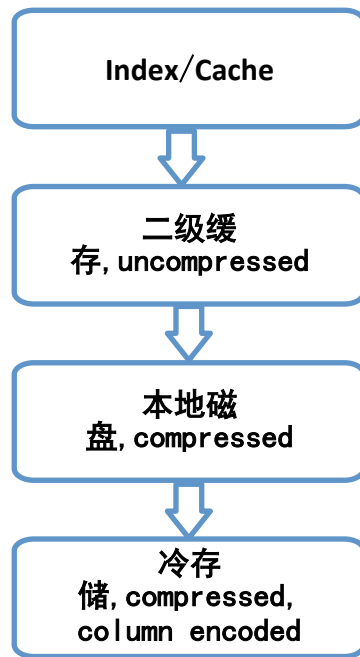 Index/Cache
二级缓
存,uncompressed
本地磁
盘,compressed
冷存
储,compressed,
column encoded